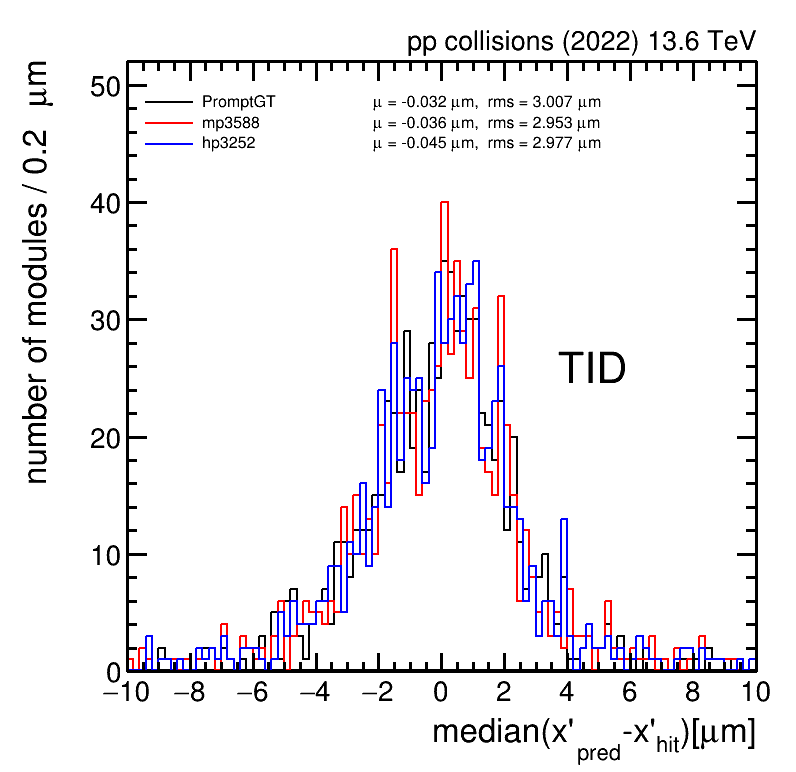 pp collisions (2022) 13.6 TeV
number of modules / 0.2 μm
50
40
30
20
10
0
PromptGT μ = -0.032 μm, rms = 3.007 μm
mp3588 μ = -0.036 μm, rms = 2.953 μm
hp3252 μ = -0.045 μm, rms = 2.977 μm
TID
−10 −8 −6 −4 −2 0 2 4 6 8 10
median(x'pred-x'hit)[μm]